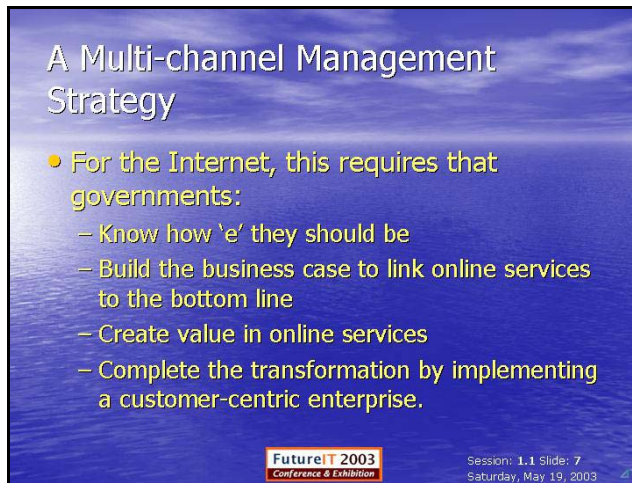 A Multi-channel Management
Strategy
• For the Internet, this requires that
governments:
– Know how ‘e’ they should be
– Build the business case to link online services
to the bottom line
– Create value in online services
– Complete the transformation by implementing
a customer-centric enterprise.
FutureIT 2003
Conference & Exhibition
Session: 1.1 Slide: 7
Saturday, May 19, 2003